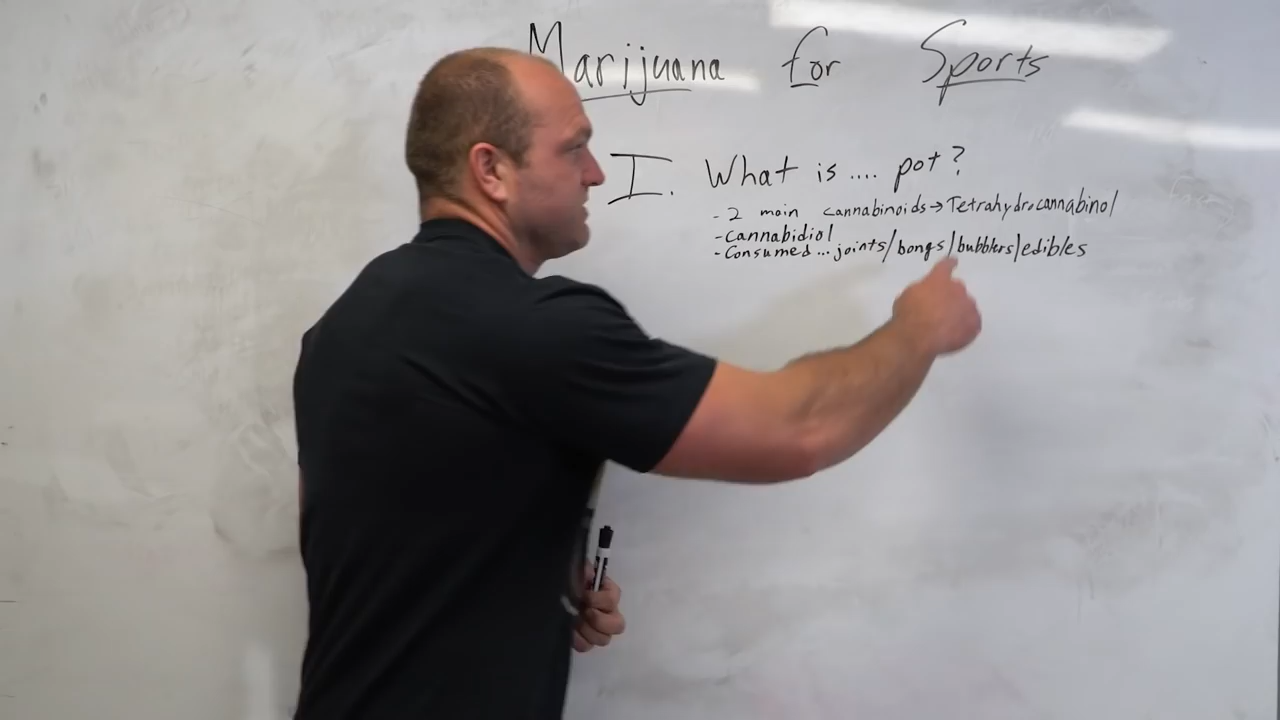 Marijuana for Sports
I. What is .... pot?
- 2 main cannabinoids → Tetrahydrocannabinol
- Cannabidiol
- Consumed ... joints/bongs/bubblers/edibles